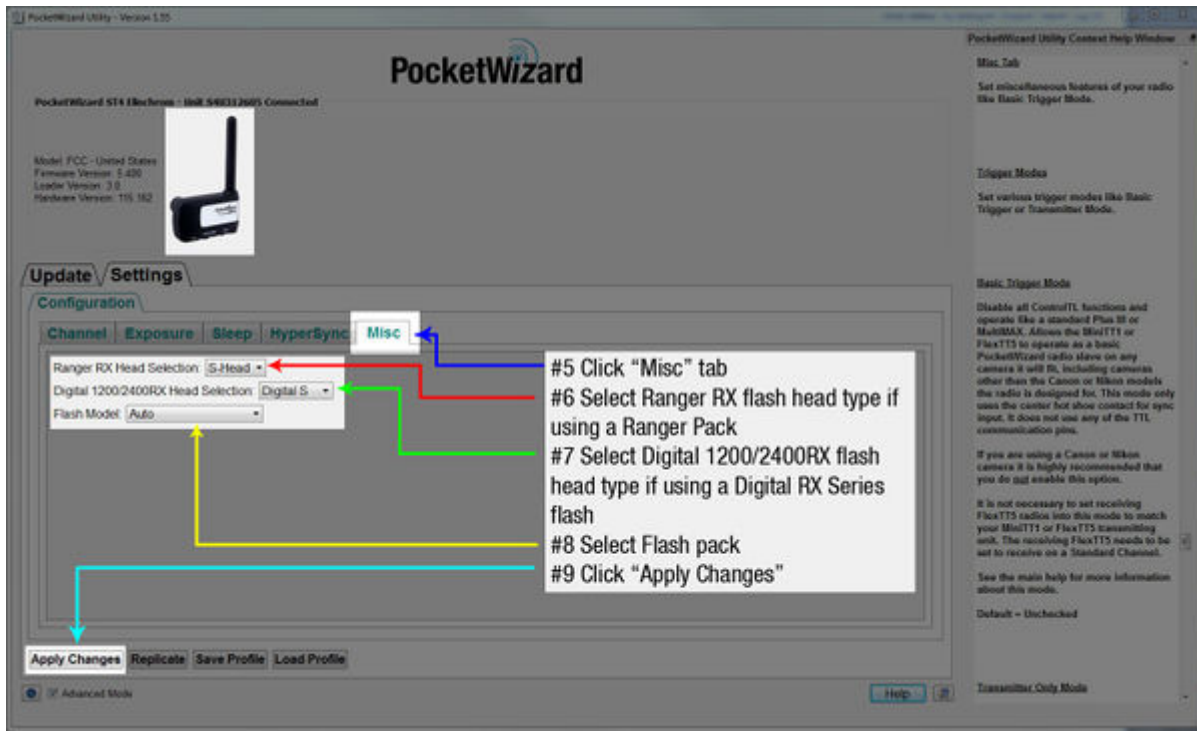 PocketWizard Utility - Version 1.55
PocketWizard
PocketWizard ST4 Elinchrom - Unit Connected
Model: FCC - United States
Firmware Version: 5.400
Loader Version: 3.0
Hardware Version: 115.162
Update
Settings
Configuration
Channel
Exposure
Sleep
HyperSync
Misc
Ranger RX Head Selection: S-Head
Digital 1200/2400RX Head Selection: Digital S
Flash Model: Auto
#5 Click “Misc” tab
#6 Select Ranger RX flash head type if
using a Ranger Pack
#7 Select Digital 1200/2400RX flash
head type if using a Digital RX Series
flash
#8 Select Flash pack
#9 Click “Apply Changes”
Apply Changes
Replicate
Save Profile
Load Profile
Advanced Mode
Help
PocketWizard Utility Context Help Window
Misc Tab
Set miscellaneous features of your radio
like Basic Trigger Mode.
Trigger Modes
Set various trigger modes like Basic
Trigger or Transmitter Mode.
Basic Trigger Mode
Disable all ControlTL functions and
operate like a standard Plus III or
MultiMAX. Allows the MiniTT1 or
FlexTT5 to operate as a basic
PocketWizard radio slave on any
camera it will fit, including cameras
other than the Canon or Nikon models
the radio is designed for. This mode only
uses the center hot shoe contact for sync
input. It does not use any of the TTL
communication pins.
If you are using a Canon or Nikon
camera it is highly recommended that
you do not enable this option.
It is not necessary to set receiving
FlexTT5 radios into this mode to match
your MiniTT1 or FlexTT5 transmitting
unit. The receiving FlexTT5 needs to be
set to receive on a Standard Channel.
See the main help for more information
about this mode.
Default = Unchecked
Transmitter Only Mode